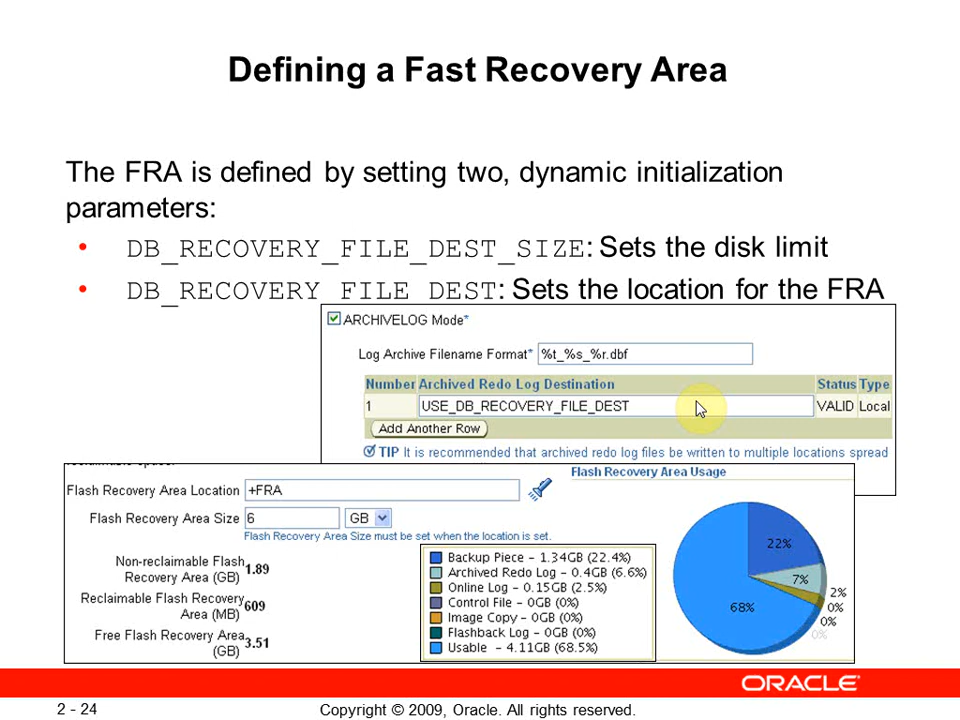 Defining a Fast Recovery Area
The FRA is defined by setting two, dynamic initialization
parameters:
• DB_RECOVERY_FILE_DEST_SIZE: Sets the disk limit
• DB_RECOVERY_FILE_DEST: Sets the location for the FRA
ARCHIVELOG Mode*
Log Archive Filename Format* %t_%s_%r.dbf
Number Archived Redo Log Destination Status Type
1 USE_DB_RECOVERY_FILE_DEST VALID Local
Add Another Row
TIP It is recommended that archived redo log files be written to multiple locations spread
Flash Recovery Area Location +FRA
Flash Recovery Area Size 6 GB
Flash Recovery Area Size must be set when the location is set.
Non-reclaimable Flash
Recovery Area (GB) 1.89
Reclaimable Flash Recovery
Area (MB) 609
Free Flash Recovery Area
(GB) 3.51
Flash Recovery Area Usage
Backup Piece - 1.34GB (22.4%)
Archived Redo Log - 0.4GB (6.6%)
Online Log - 0.15GB (2.5%)
Control File - 0GB (0%)
Image Copy - 0GB (0%)
Flashback Log - 0GB (0%)
Usable - 4.11GB (68.5%)
22%
7%
2%
0%
0%
0%
68%
ORACLE
2 - 24
Copyright © 2009, Oracle. All rights reserved.